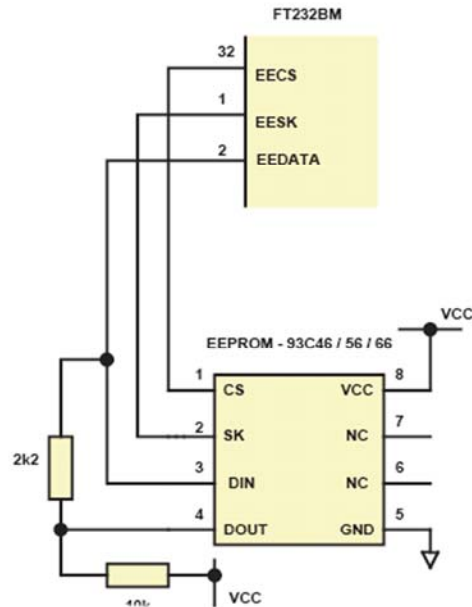 FT232BM
32
EECS
1
EESK
2
EEDATA
VCC
EEPROM - 93C46 / 56 / 66
1
CS
VCC
8
2
SK
NC
7
3
DIN
NC
6
4
DOUT
GND
5
2k2
VCC